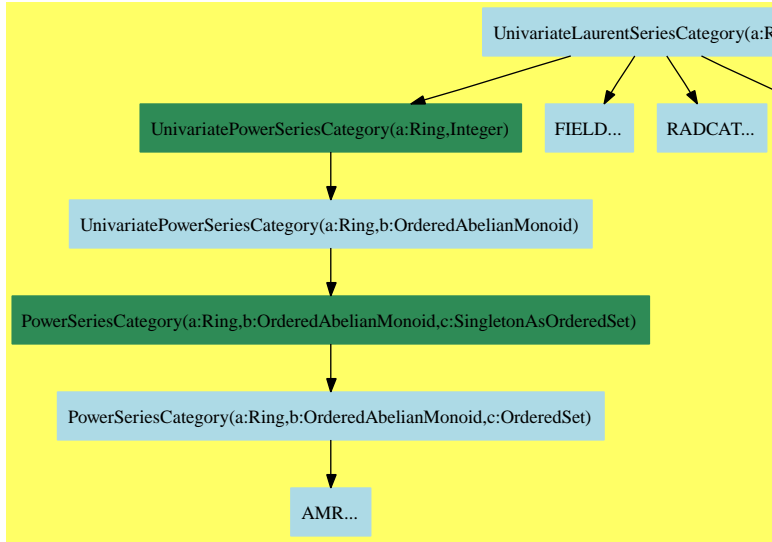 UnivariateLaurentSeriesCategory(a:R
UnivariatePowerSeriesCategory(a:Ring,Integer)
FIELD...
RADCAT...
UnivariatePowerSeriesCategory(a:Ring,b:OrderedAbelianMonoid)
PowerSeriesCategory(a:Ring,b:OrderedAbelianMonoid,c:SingletonAsOrderedSet)
PowerSeriesCategory(a:Ring,b:OrderedAbelianMonoid,c:OrderedSet)
AMR...